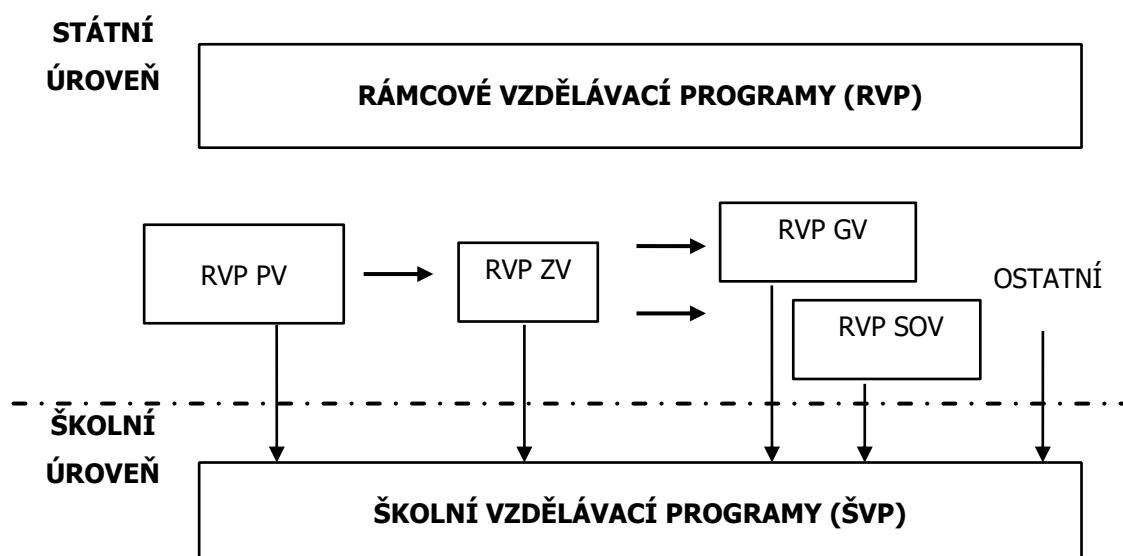 STÁTNÍ
ÚROVEŇ
RÁMCOVÉ VZDĚLÁVACÍ PROGRAMY (RVP)
RVP PV
RVP ZV
RVP GV
RVP SOV
OSTATNÍ
ŠKOLNÍ
ÚROVEŇ
ŠKOLNÍ VZDĚLÁVACÍ PROGRAMY (ŠVP)